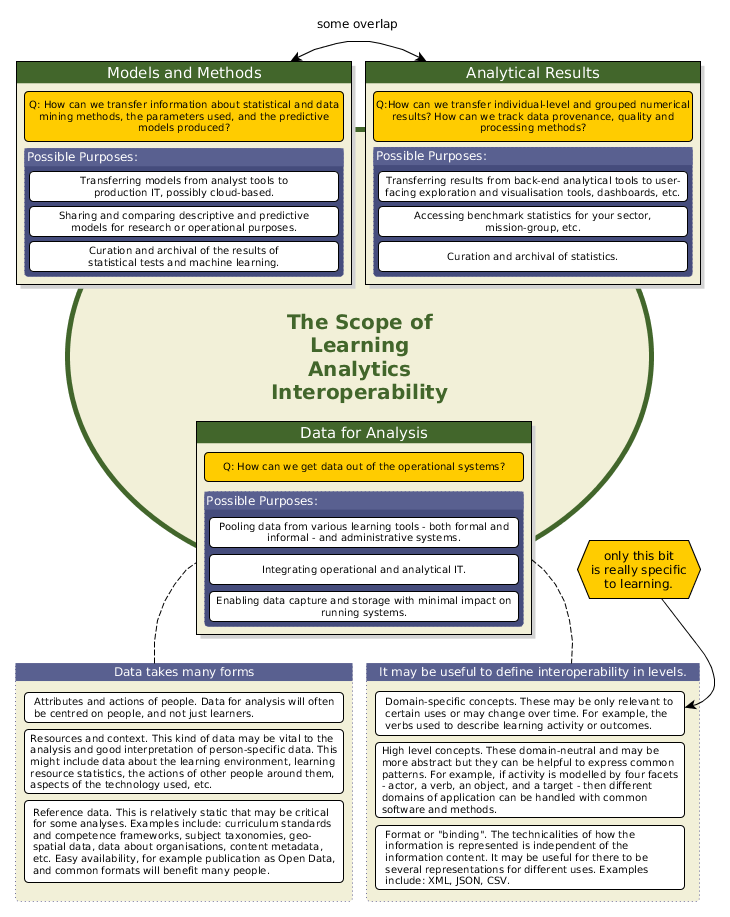 some overlap
Models and Methods
Q: How can we transfer information about statistical and data
mining methods, the parameters used, and the predictive
models produced?
Possible Purposes:
Transferring models from analyst tools to
production IT, possibly cloud-based.
Sharing and comparing descriptive and predictive
models for research or operational purposes.
Curation and archival of the results of
statistical tests and machine learning.
Analytical Results
Q:How can we transfer individual-level and grouped numerical
results? How can we track data provenance, quality and
processing methods?
Possible Purposes:
Transferring results from back-end analytical tools to user-
facing exploration and visualisation tools, dashboards, etc.
Accessing benchmark statistics for your sector,
mission-group, etc.
Curation and archival of statistics.
The Scope of
Learning
Analytics
Interoperability
Data for Analysis
Q: How can we get data out of the operational systems?
Possible Purposes:
Pooling data from various learning tools - both formal and
informal - and administrative systems.
Integrating operational and analytical IT.
Enabling data capture and storage with minimal impact on
running systems.
only this bit
is really specific
to learning.
Data takes many forms
Attributes and actions of people. Data for analysis will often
be centred on people, and not just learners.
Resources and context. This kind of data may be vital to the
analysis and good interpretation of person-specific data. This
might include data about the learning environment, learning
resource statistics, the actions of other people around them,
aspects of the technology used, etc.
Reference data. This is relatively static that may be critical
for some analyses. Examples include: curriculum standards
and competence frameworks, subject taxonomies, geo-
spatial data, data about organisations, content metadata,
etc. Easy availability, for example publication as Open Data,
and common formats will benefit many people.
It may be useful to define interoperability in levels.
Domain-specific concepts. These may be only relevant to
certain uses or may change over time. For example, the
verbs used to describe learning activity or outcomes.
High level concepts. These domain-neutral and may be
more abstract but they can be helpful to express common
patterns. For example, if activity is modelled by four facets
- actor, a verb, an object, and a target - then different
domains of application can be handled with common
software and methods.
Format or "binding". The technicalities of how the
information is represented is independent of the
information content. It may be useful for there to be
several representations for different uses. Examples
include: XML, JSON, CSV.